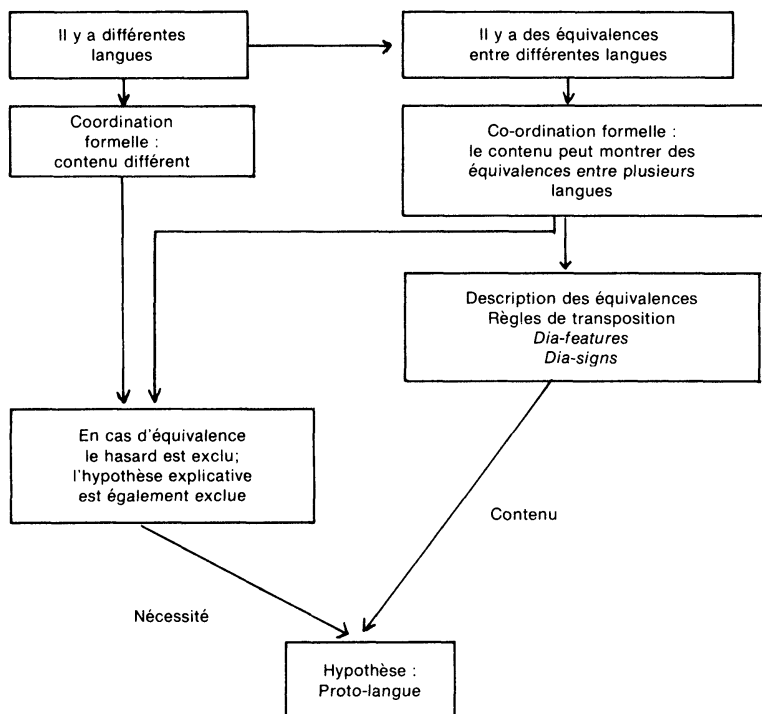 Il y a différentes
langues
Il y a des équivalences
entre différentes langues
Coordination
formelle :
contenu différent
Co-ordination formelle :
le contenu peut montrer des
équivalences entre plusieurs
langues
Description des équivalences
Règles de transposition
Dia-features
Dia-signs
En cas d'équivalence
le hasard est exclu;
l'hypothèse explicative
est également exclue
Contenu
Nécessité
Hypothèse :
Proto-langue